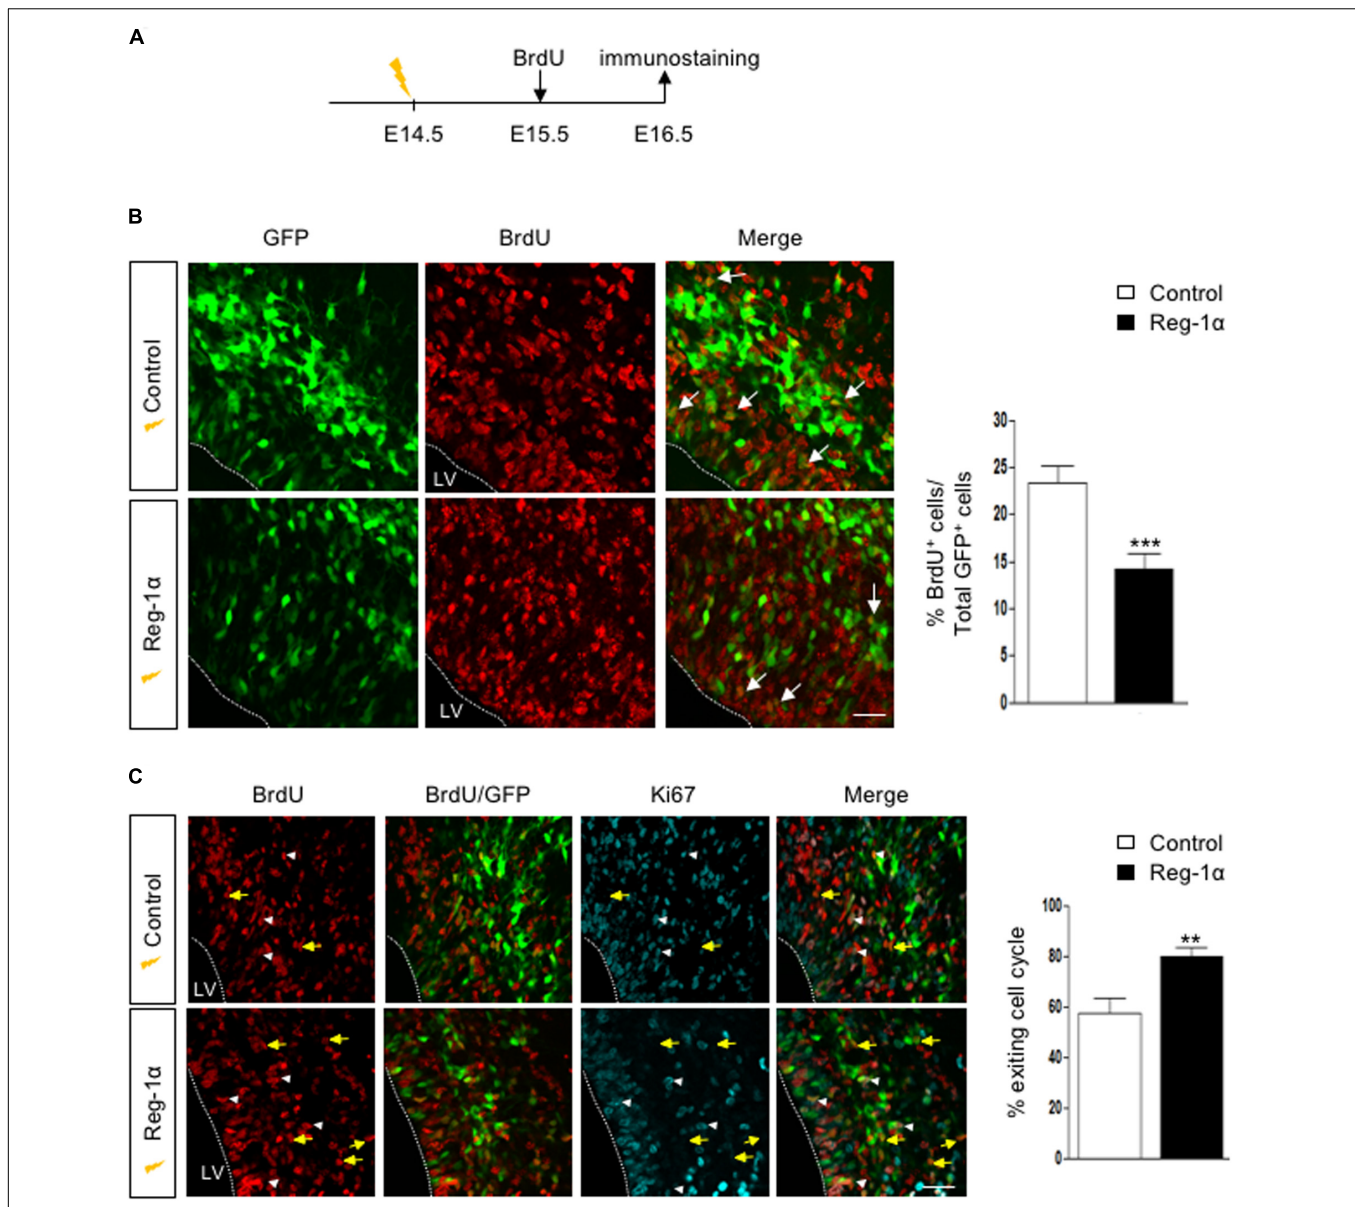 A
BrdU immunostaining
E14.5 E15.5 E16.5
B
GFP BrdU Merge
Control
LV
Reg-1α
LV
Control
Reg-1α
% BrdU⁺ cells/
Total GFP⁺ cells
30
25
20
15
10
5
0
***
C
BrdU BrdU/GFP Ki67 Merge
Control
LV
Reg-1α
LV
Control
Reg-1α
% exiting cell cycle
100
80
60
40
20
0
**